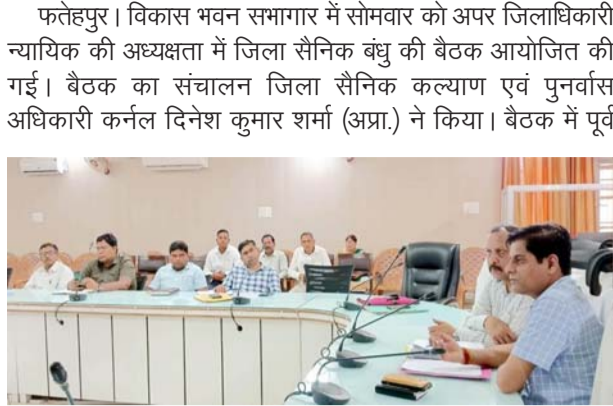 फतेहपुर। विकास भवन सभागार में सोमवार को अपर जिलाधिकारी
न्यायिक की अध्यक्षता में जिला सैनिक बंधु की बैठक आयोजित की
गई। बैठक का संचालन जिला सैनिक कल्याण एवं पुनर्वास
अधिकारी कर्नल दिनेश कुमार शर्मा (अप्रा.) ने किया। बैठक में पूर्व